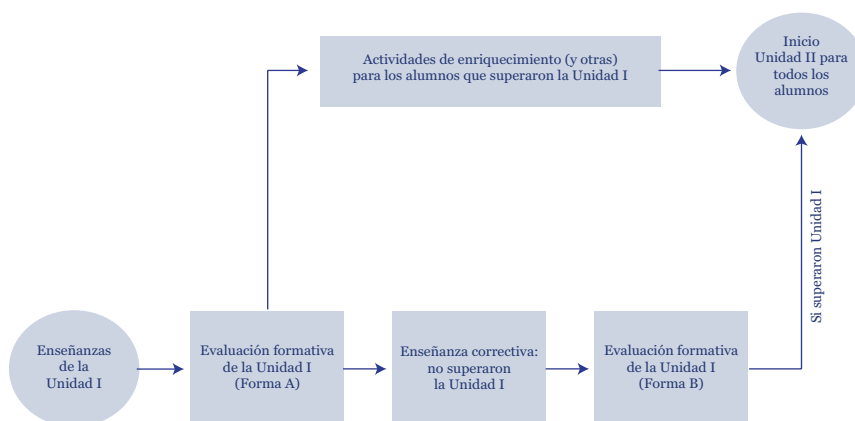 Actividades de enriquecimiento (y otras)
para los alumnos que superaron la Unidad I
Inicio
Unidad II para
todos los
alumnos
Si superaron Unidad I
Enseñanzas
de la
Unidad I
Evaluación formativa
de la Unidad I
(Forma A)
Enseñanza correctiva:
no superaron
la Unidad I
Evaluación formativa
de la Unidad I
(Forma B)